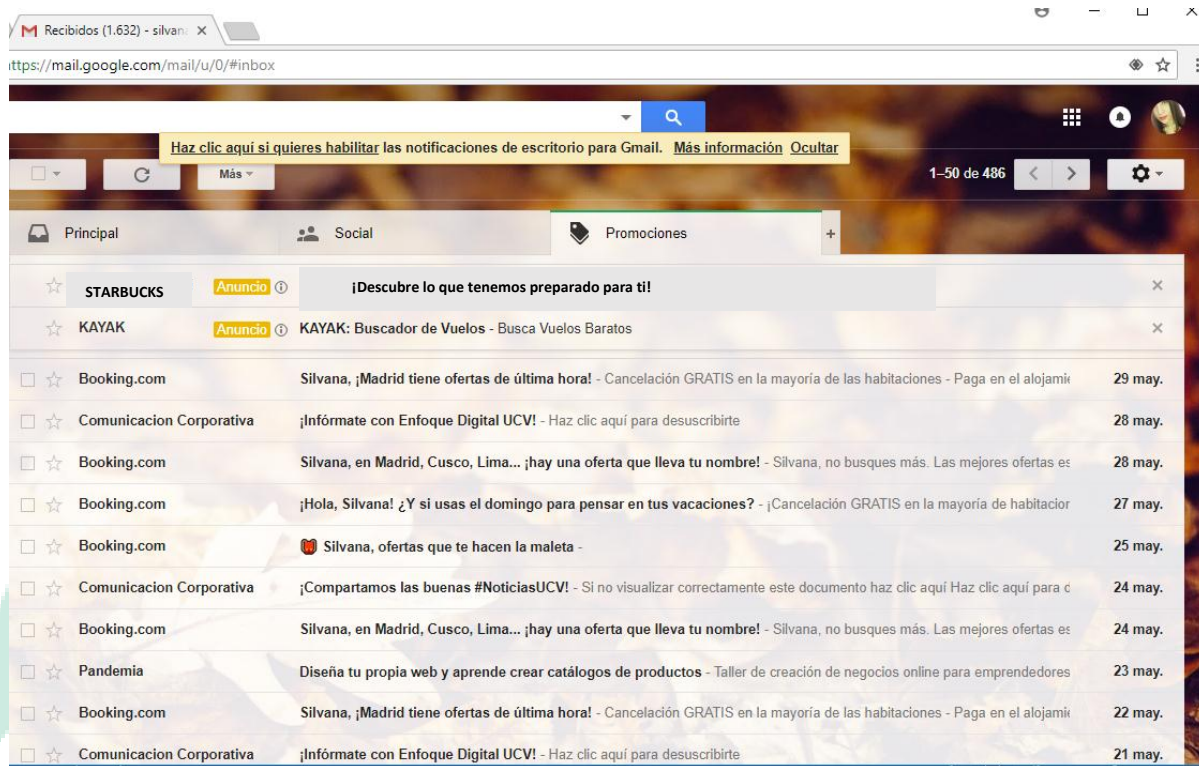 Recibidos (1.632) - silvan
ttps://mail.google.com/mail/u/0/#inbox
Haz clic aquí si quieres habilitar las notificaciones de escritorio para Gmail. Más información Ocultar
Más 1–50 de 486
Principal Social Promociones +
STARBUCKS Anuncio ¡Descubre lo que tenemos preparado para ti!
KAYAK Anuncio KAYAK: Buscador de Vuelos - Busca Vuelos Baratos
Booking.com Silvana, ¡Madrid tiene ofertas de última hora! - Cancelación GRATIS en la mayoría de las habitaciones - Paga en el alojamie 29 may.
Comunicacion Corporativa ¡Infórmate con Enfoque Digital UCV! - Haz clic aquí para desuscribirte 28 may.
Booking.com Silvana, en Madrid, Cusco, Lima... ¡hay una oferta que lleva tu nombre! - Silvana, no busques más. Las mejores ofertas es 28 may.
Booking.com ¡Hola, Silvana! ¿Y si usas el domingo para pensar en tus vacaciones? - ¡Cancelación GRATIS en la mayoría de habitacior 27 may.
Booking.com Silvana, ofertas que te hacen la maleta - 25 may.
Comunicacion Corporativa ¡Compartamos las buenas #NoticiasUCV! - Si no visualizar correctamente este documento haz clic aquí Haz clic aquí para d 24 may.
Booking.com Silvana, en Madrid, Cusco, Lima... ¡hay una oferta que lleva tu nombre! - Silvana, no busques más. Las mejores ofertas es 24 may.
Pandemia Diseña tu propia web y aprende crear catálogos de productos - Taller de creación de negocios online para emprendedores 23 may.
Booking.com Silvana, ¡Madrid tiene ofertas de última hora! - Cancelación GRATIS en la mayoría de las habitaciones - Paga en el alojamie 22 may.
Comunicacion Corporativa ¡Infórmate con Enfoque Digital UCV! - Haz clic aquí para desuscribirte 21 may.